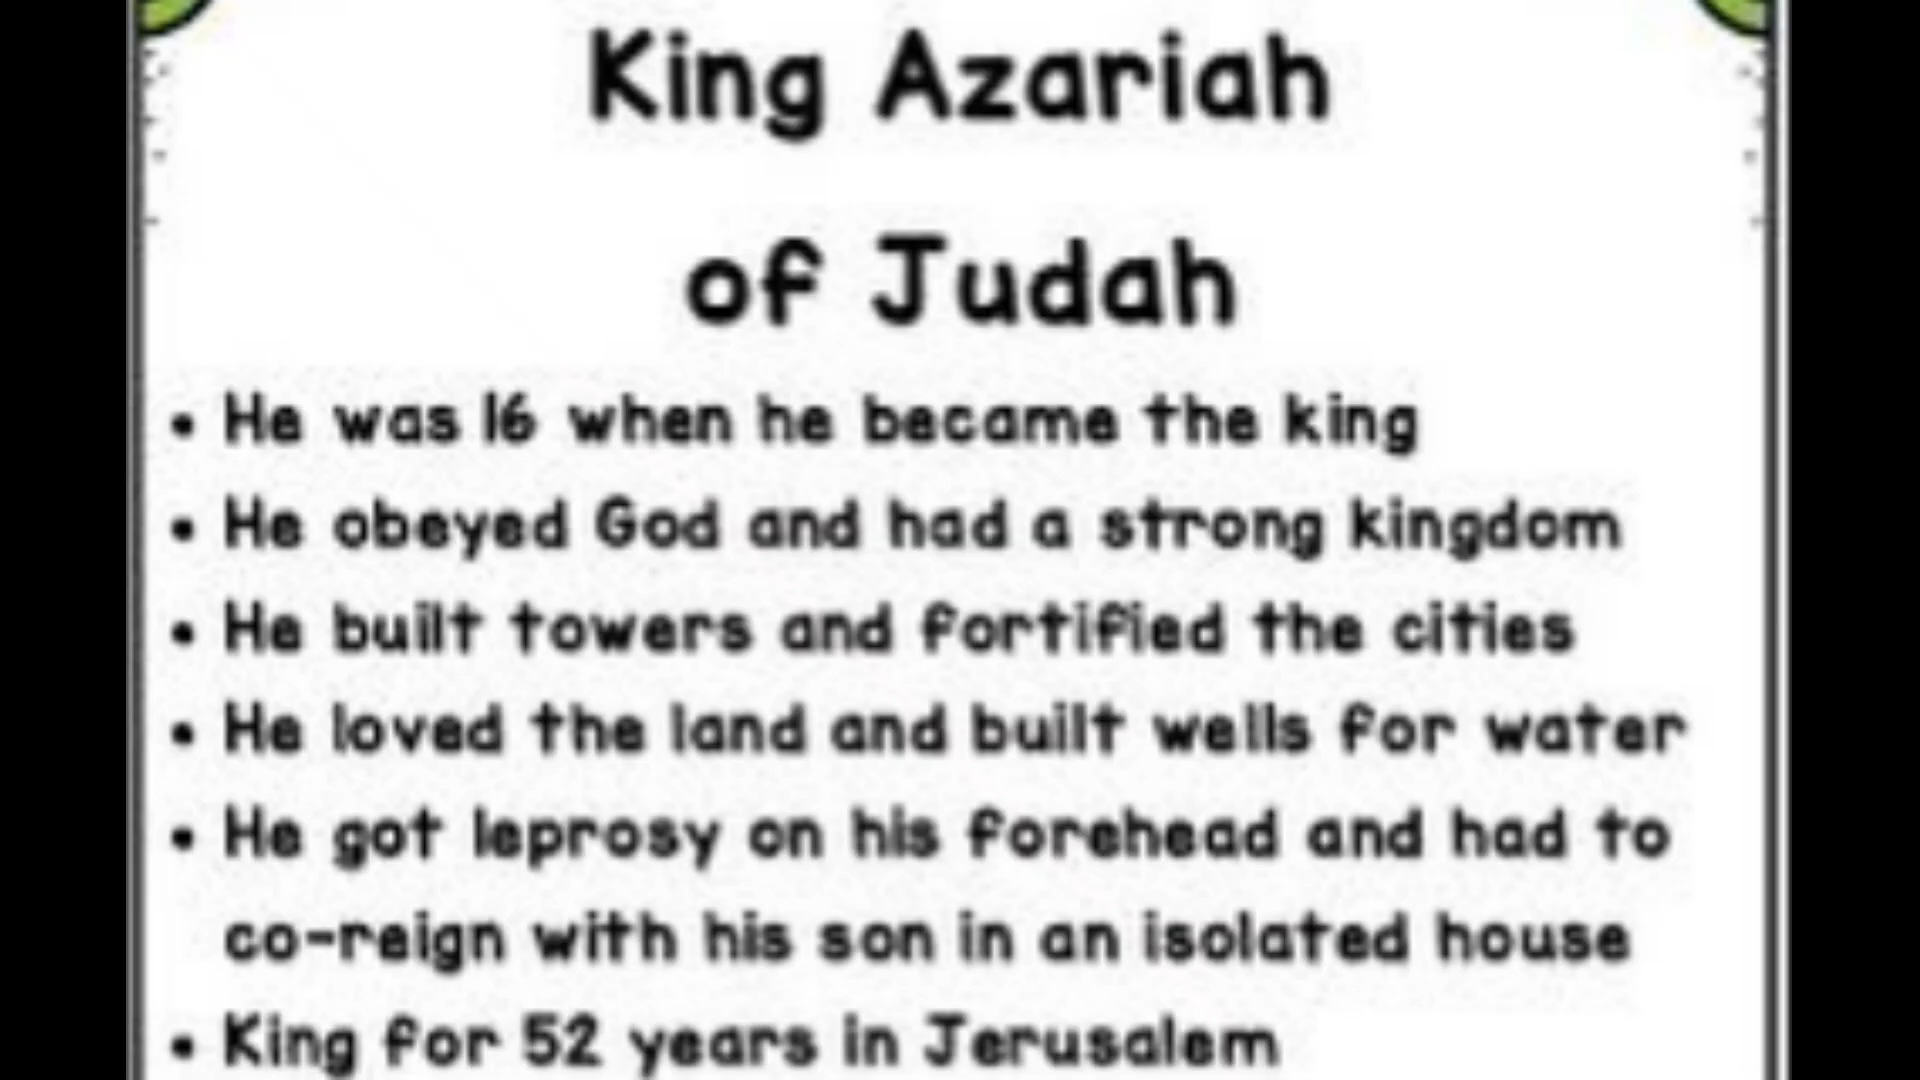 King Azariah
of Judah
• He was 16 when he became the king
• He obeyed God and had a strong kingdom
• He built towers and fortified the cities
• He loved the land and built wells for water
• He got leprosy on his forehead and had to
co-reign with his son in an isolated house
• King for 52 years in Jerusalem